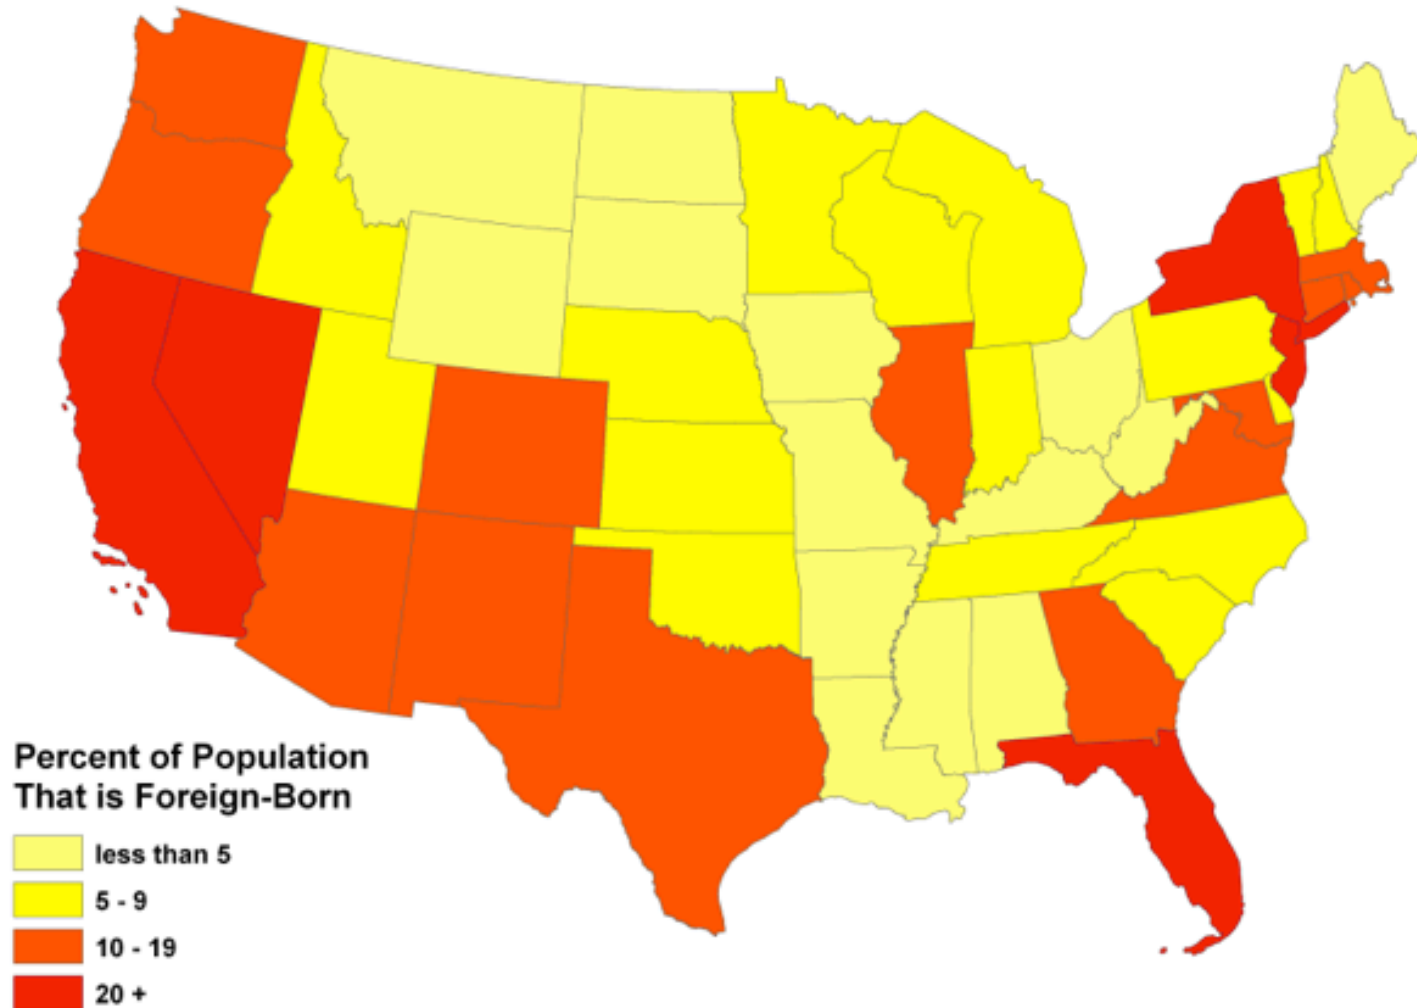 Percent of Population
That is Foreign-Born
less than 5
5 - 9
10 - 19
20 +